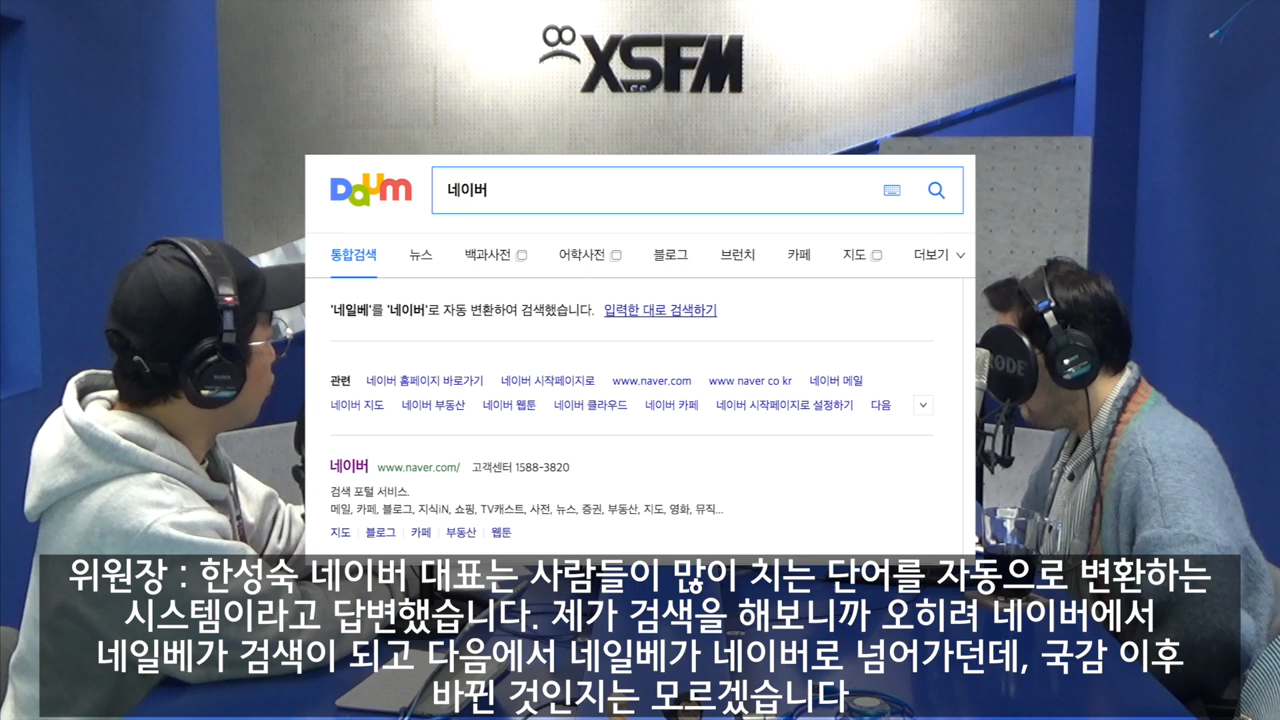 XSFM
Daum
네이버
통합검색 뉴스 백과사전 어학사전 블로그 브런치 카페 지도 더보기
'네일베'를 '네이버'로 자동 변환하여 검색했습니다. 입력한 대로 검색하기
관련 네이버 홈페이지 바로가기 네이버 시작페이지로 www.naver.com www naver co kr 네이버 메일
네이버 지도 네이버 부동산 네이버 웹툰 네이버 클라우드 네이버 카페 네이버 시작페이지로 설정하기 다음
네이버 www.naver.com/ 고객센터 1588-3820
검색 포털 서비스.
메일, 카페, 블로그, 지식iN, 쇼핑, TV캐스트, 사전, 뉴스, 증권, 부동산, 지도, 영화, 뮤직...
지도 블로그 카페 부동산 웹툰
RODE
SONY
위원장 : 한성숙 네이버 대표는 사람들이 많이 치는 단어를 자동으로 변환하는
시스템이라고 답변했습니다. 제가 검색을 해보니까 오히려 네이버에서
네일베가 검색이 되고 다음에서 네일베가 네이버로 넘어가던데, 국감 이후
바뀐 것인지는 모르겠습니다